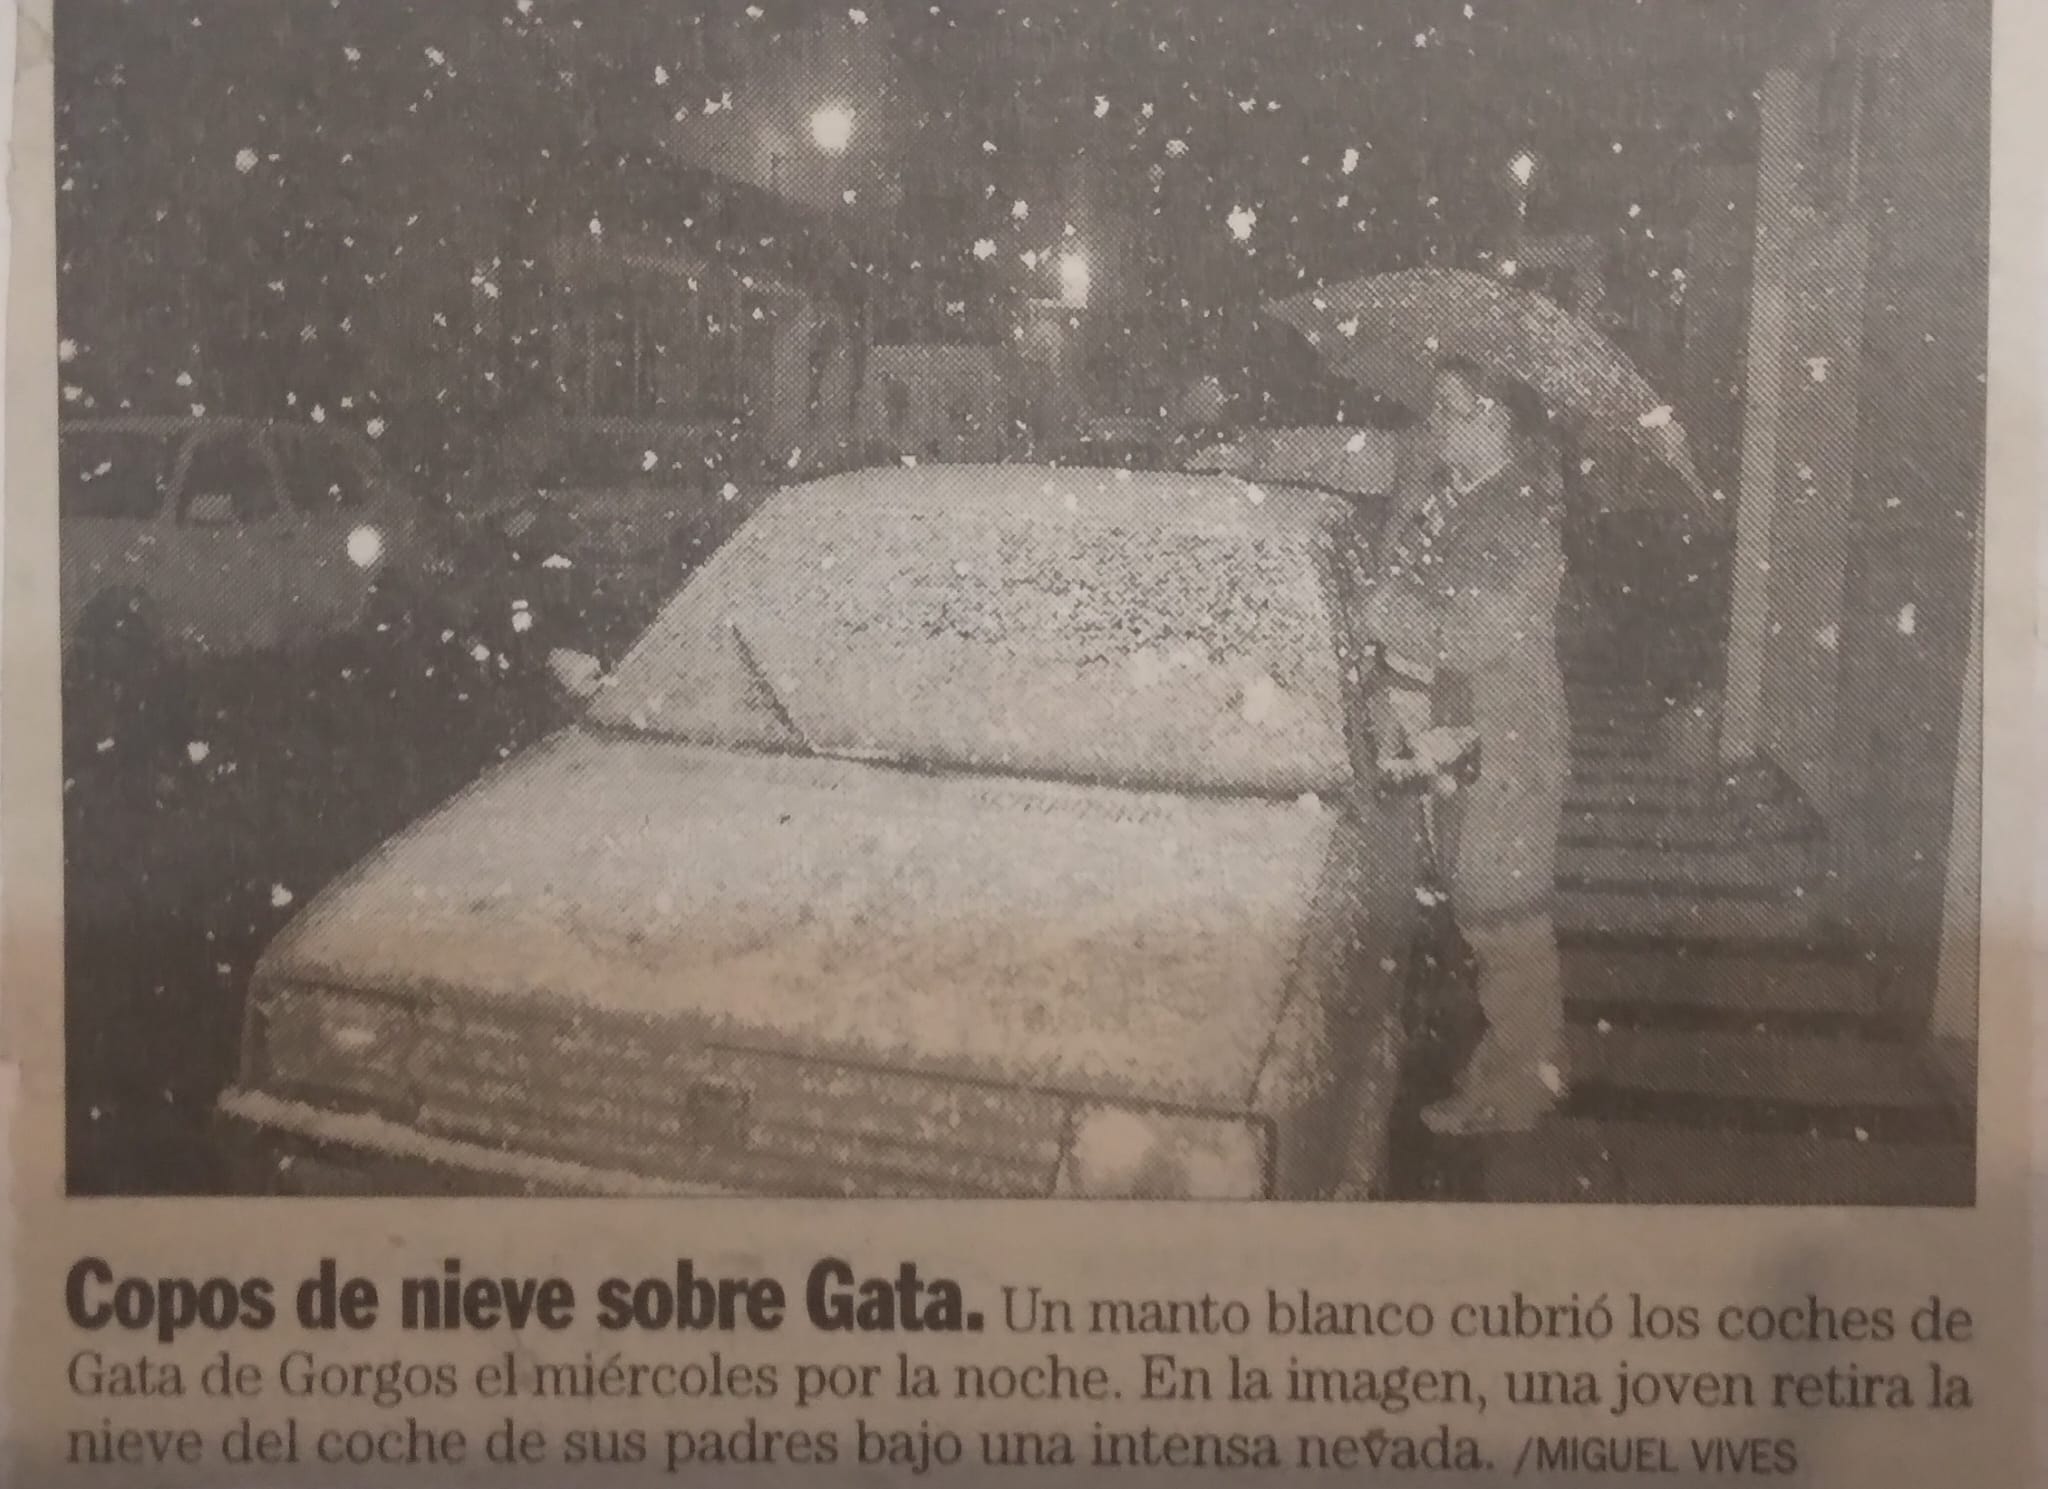 Copos de nieve sobre Gata. Un manto blanco cubrió los coches de
Gata de Gorgos el miércoles por la noche. En la imagen, una joven retira la
nieve del coche de sus padres bajo una intensa nevada. /MIGUEL VIVES